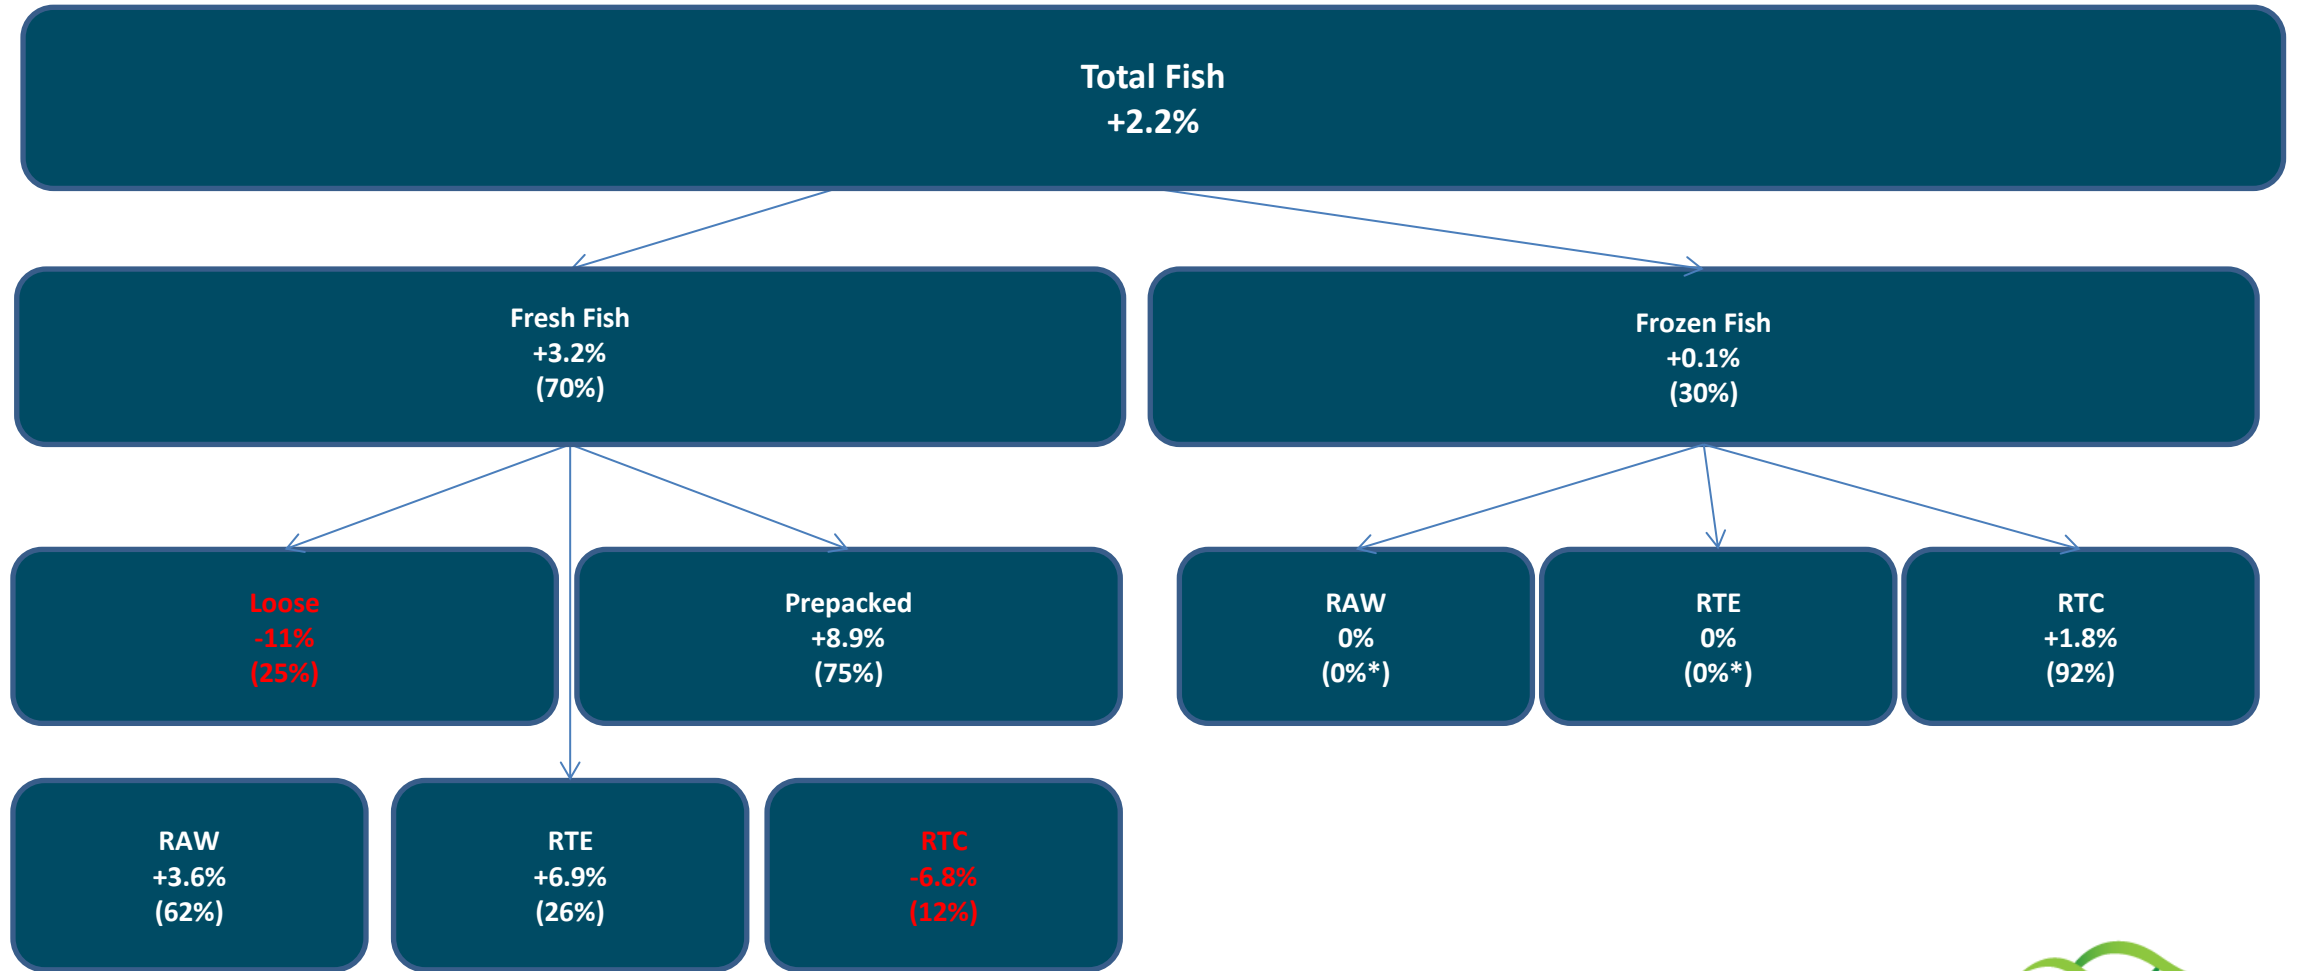 Total Fish
+2.2%
Fresh Fish
+3.2%
(70%)
Frozen Fish
+0.1%
(30%)
Loose
-11%
(25%)
Prepacked
+8.9%
(75%)
RAW
0%
(0%*)
RTE
0%
(0%*)
RTC
+1.8%
(92%)
RAW
+3.6%
(62%)
RTE
+6.9%
(26%)
RTC
-6.8%
(12%)